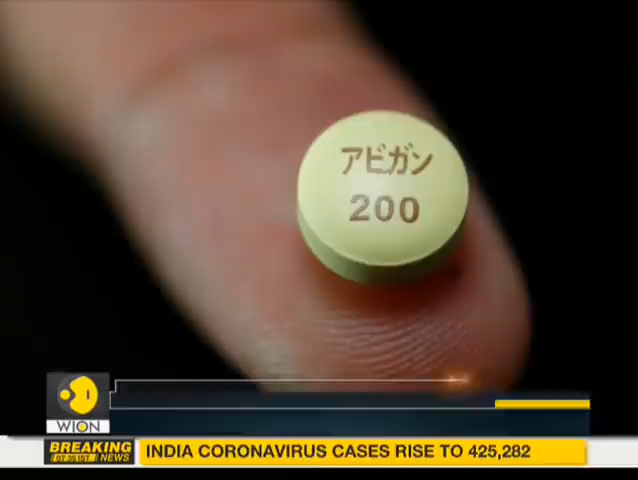 アビガン
200
WION
BREAKING
NEWS
INDIA CORONAVIRUS CASES RISE TO 425,282